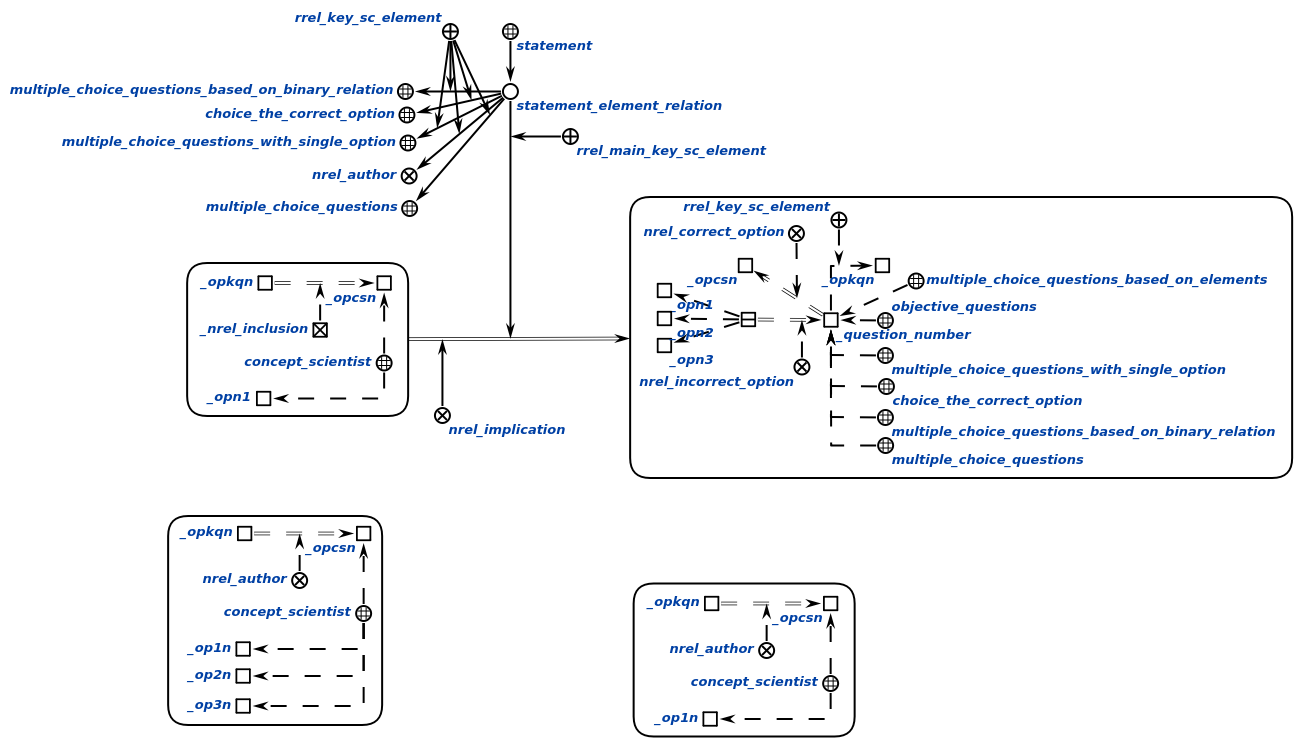 rrel_key_sc_element
statement
multiple_choice_questions_based_on_binary_relation
statement_element_relation
choice_the_correct_option
multiple_choice_questions_with_single_option
rrel_main_key_sc_element
nrel_author
multiple_choice_questions
rrel_key_sc_element
nrel_correct_option
_opcsn
_opkqn
multiple_choice_questions_based_on_elements
_opn1
objective_questions
_opn2
_question_number
_opn3
multiple_choice_questions_with_single_option
nrel_incorrect_option
choice_the_correct_option
multiple_choice_questions_based_on_binary_relation
multiple_choice_questions
_opkqn
_opcsn
_nrel_inclusion
concept_scientist
_opn1
nrel_implication
_opkqn
_opcsn
nrel_author
concept_scientist
_op1n
_op2n
_op3n
_opkqn
_opcsn
nrel_author
concept_scientist
_op1n